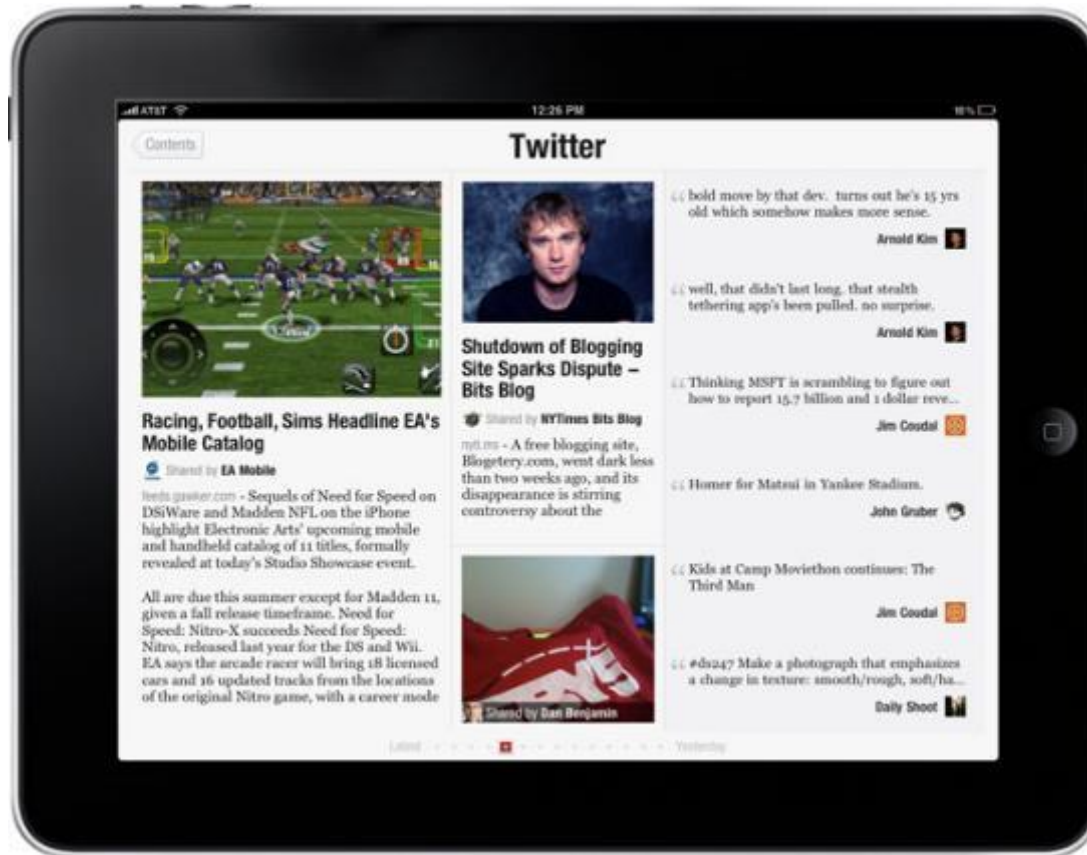 AT&T
12:26 PM
Contents
Twitter
Racing, Football, Sims Headline EA's
Mobile Catalog
Shared by EA Mobile
feeds.gawker.com - Sequels of Need for Speed on
DSiWare and Madden NFL on the iPhone
highlight Electronic Arts' upcoming mobile
and handheld catalog of 11 titles, formally
revealed at today's Studio Showcase event.
All are due this summer except for Madden 11,
given a fall release timeframe. Need for
Speed: Nitro-X succeeds Need for Speed:
Nitro, released last year for the DS and Wii.
EA says the arcade racer will bring 18 licensed
cars and 16 updated tracks from the locations
of the original Nitro game, with a career mode
Shutdown of Blogging
Site Sparks Dispute –
Bits Blog
Shared by NYTimes Bits Blog
nyti.ms - A free blogging site,
Blogetery.com, went dark less
than two weeks ago, and its
disappearance is stirring
controversy about the
Shared by Dan Benjamin
“ bold move by that dev. turns out he's 15 yrs
old which somehow makes more sense.
Arnold Kim
“ well, that didn't last long. that stealth
tethering app's been pulled. no surprise.
Arnold Kim
“ Thinking MSFT is scrambling to figure out
how to report 15.7 billion and 1 dollar reve...
Jim Coudal
“ Homer for Matsui in Yankee Stadium.
John Gruber
“ Kids at Camp Moviethon continues: The
Third Man
Jim Coudal
“ #ds247 Make a photograph that emphasizes
a change in texture: smooth/rough, soft/ha...
Daily Shoot
Latest
Yesterday